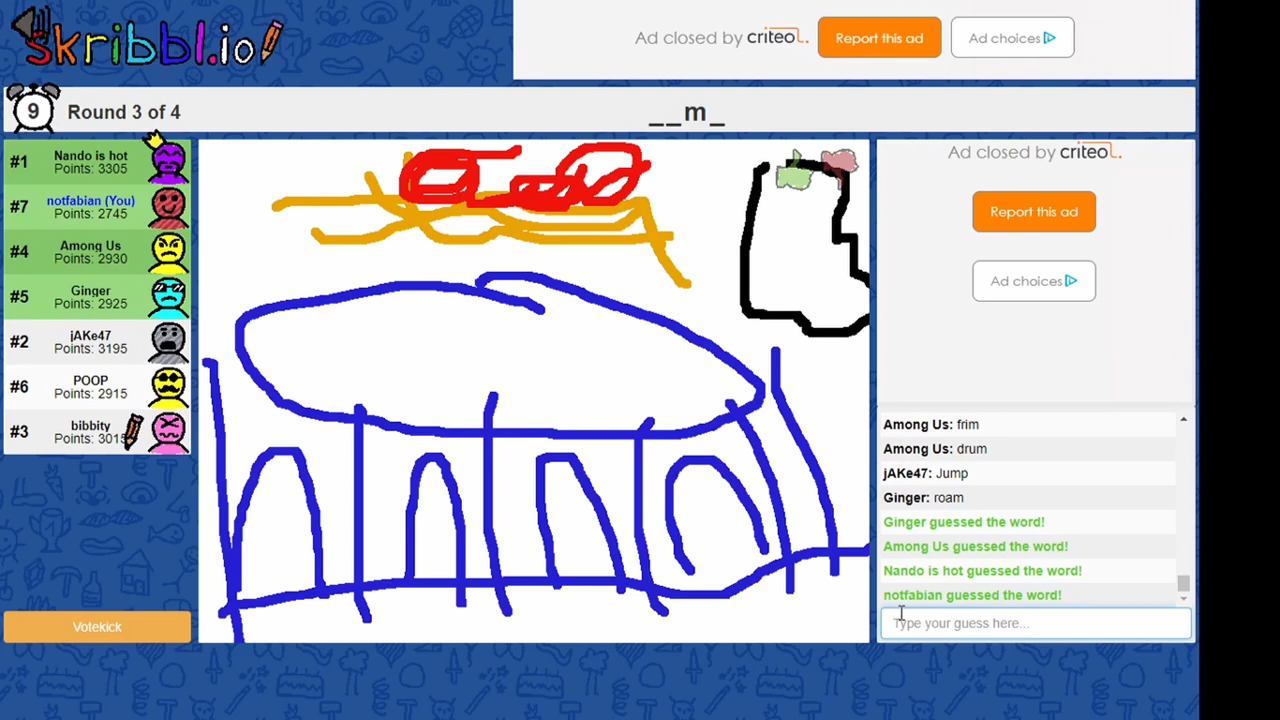 skribbl.io
Ad closed by criteo.
Report this ad
Ad choices
9
Round 3 of 4
__m_
#1
Nando is hot
Points: 3305
#7
notfabian (You)
Points: 2745
#4
Among Us
Points: 2930
#5
Ginger
Points: 2925
#2
jAKe47
Points: 3195
#6
POOP
Points: 2915
#3
bibbity
Points: 3015
Votekick
Ad closed by criteo.
Report this ad
Ad choices
Among Us: frim
Among Us: drum
jAKe47: Jump
Ginger: roam
Ginger guessed the word!
Among Us guessed the word!
Nando is hot guessed the word!
notfabian guessed the word!
Type your guess here...